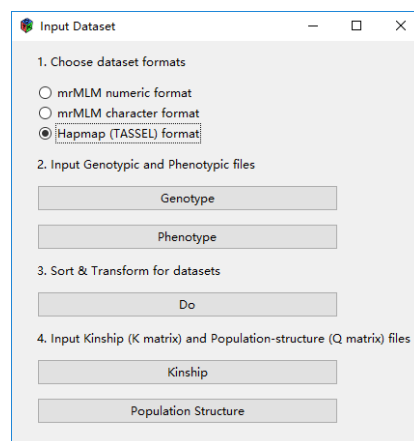 Input Dataset
1. Choose dataset formats
mrMLM numeric format
mrMLM character format
Hapmap (TASSEL) format
2. Input Genotypic and Phenotypic files
Genotype
Phenotype
3. Sort & Transform for datasets
Do
4. Input Kinship (K matrix) and Population-structure (Q matrix) files
Kinship
Population Structure